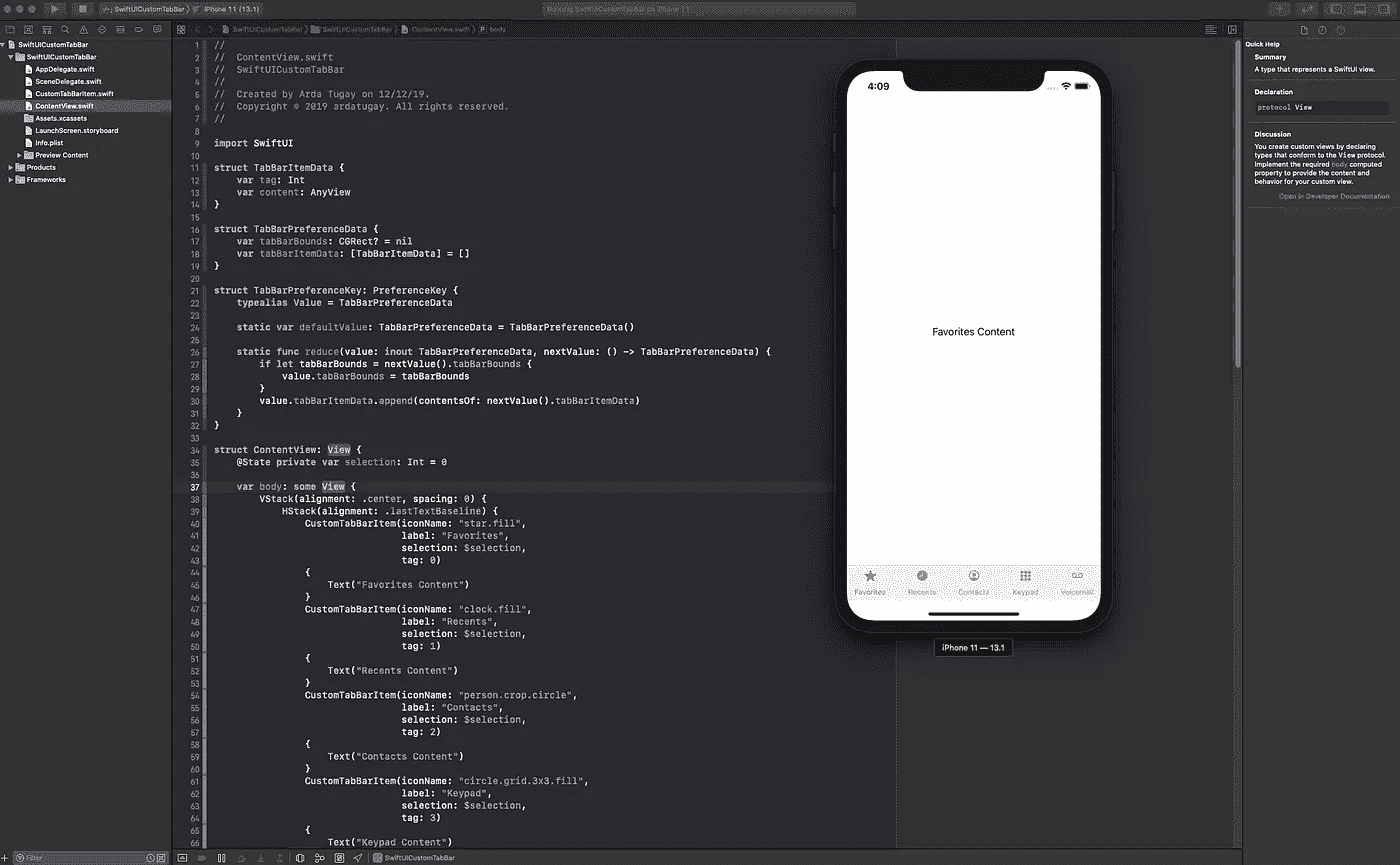 SwiftUICustomTabBar
iPhone 11 (13.1)
Running SwiftUICustomTabBar on iPhone 11
SwiftUICustomTabBar
SwiftUICustomTabBar
AppDelegate.swift
SceneDelegate.swift
CustomTabBarItem.swift
ContentView.swift
Assets.xcassets
LaunchScreen.storyboard
Info.plist
Preview Content
Products
Frameworks
Filter
SwiftUICustomTabBar
SwiftUICustomTabBar
ContentView.swift
P body
1 //
2 //  ContentView.swift
3 //  SwiftUICustomTabBar
4 //
5 //  Created by Arda Tugay on 12/12/19.
6 //  Copyright © 2019 ardatugay. All rights reserved.
7 //
8
9 import SwiftUI
10
11 struct TabBarItemData {
12     var tag: Int
13     var content: AnyView
14 }
15
16 struct TabBarPreferenceData {
17     var tabBarBounds: CGRect? = nil
18     var tabBarItemData: [TabBarItemData] = []
19 }
20
21 struct TabBarPreferenceKey: PreferenceKey {
22     typealias Value = TabBarPreferenceData
23
24     static var defaultValue: TabBarPreferenceData = TabBarPreferenceData()
25
26     static func reduce(value: inout TabBarPreferenceData, nextValue: () -> TabBarPreferenceData) {
27         if let tabBarBounds = nextValue().tabBarBounds {
28             value.tabBarBounds = tabBarBounds
29         }
30         value.tabBarItemData.append(contentsOf: nextValue().tabBarItemData)
31     }
32 }
33
34 struct ContentView: View {
35     @State private var selection: Int = 0
36
37     var body: some View {
38         VStack(alignment: .center, spacing: 0) {
39             HStack(alignment: .lastTextBaseline) {
40                 CustomTabBarItem(iconName: "star.fill",
41                                  label: "Favorites",
42                                  selection: $selection,
43                                  tag: 0)
44                 {
45                     Text("Favorites Content")
46                 }
47                 CustomTabBarItem(iconName: "clock.fill",
48                                  label: "Recents",
49                                  selection: $selection,
50                                  tag: 1)
51                 {
52                     Text("Recents Content")
53                 }
54                 CustomTabBarItem(iconName: "person.crop.circle",
55                                  label: "Contacts",
56                                  selection: $selection,
57                                  tag: 2)
58                 {
59                     Text("Contacts Content")
60                 }
61                 CustomTabBarItem(iconName: "circle.grid.3x3.fill",
62                                  label: "Keypad",
63                                  selection: $selection,
64                                  tag: 3)
65                 {
66                     Text("Keypad Content")
SwiftUICustomTabBar
4:09
Favorites Content
Favorites
Recents
Contacts
Keypad
Voicemail
iPhone 11 — 13.1
Quick Help
Summary
A type that represents a SwiftUI view.
Declaration
protocol View
Discussion
You create custom views by declaring
types that conform to the View protocol.
Implement the required body computed
property to provide the content and
behavior for your custom view.
Open in Developer Documentation